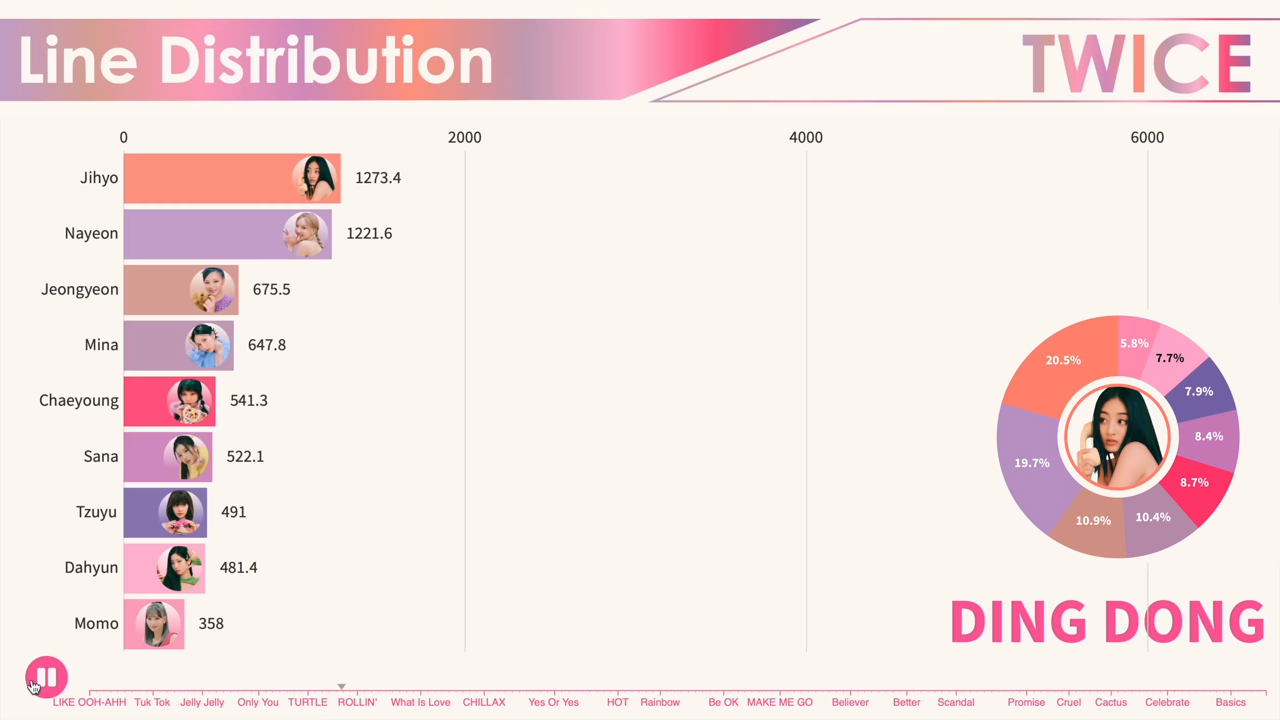 Line Distribution
TWICE
0 2000 4000 6000
Jihyo 1273.4
Nayeon 1221.6
Jeongyeon 675.5
Mina 647.8
Chaeyoung 541.3
Sana 522.1
Tzuyu 491
Dahyun 481.4
Momo 358
5.8%
7.7%
7.9%
8.4%
8.7%
10.4%
10.9%
19.7%
20.5%
DING DONG
LIKE OOH-AHH Tuk Tok Jelly Jelly Only You TURTLE ROLLIN' What Is Love CHILLAX Yes Or Yes HOT Rainbow Be OK MAKE ME GO Believer Better Scandal Promise Cruel Cactus Celebrate Basics